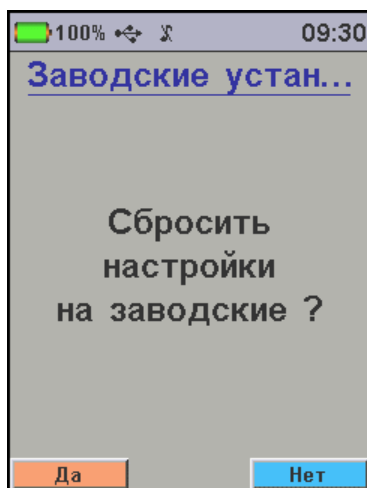 100% 09:30
Заводские устан...
Сбросить
настройки
на заводские ?
Да Нет